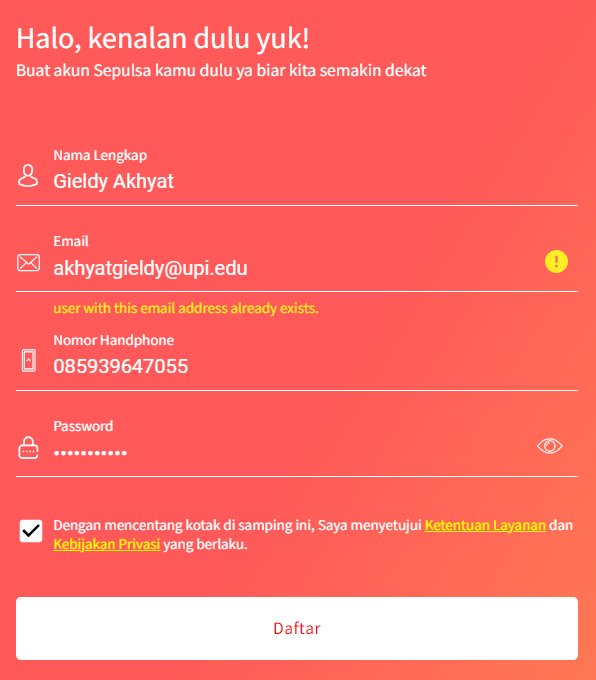 Halo, kenalan dulu yuk!
Buat akun Sepulsa kamu dulu ya biar kita semakin dekat
Nama Lengkap
Gieldy Akhyat
Email
akhyatgieldy@upi.edu
user with this email address already exists.
Nomor Handphone
085939647055
Password
•••••••••••
Dengan mencentang kotak di samping ini, Saya menyetujui Ketentuan Layanan dan
Kebijakan Privasi yang berlaku.
Daftar